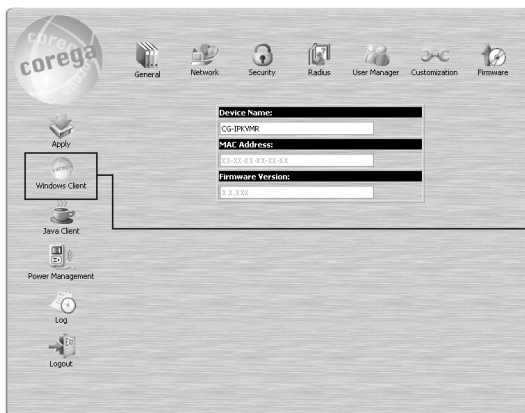 corega
General
Network
Security
Radius
User Manager
Customization
Firmware
Device Name:
CG-IPKVMR
MAC Address:
XX-XX-XX-XX-XX-XX
Firmware Version:
X.X.XXX
Apply
Windows Client
Java Client
Power Management
Log
Logout